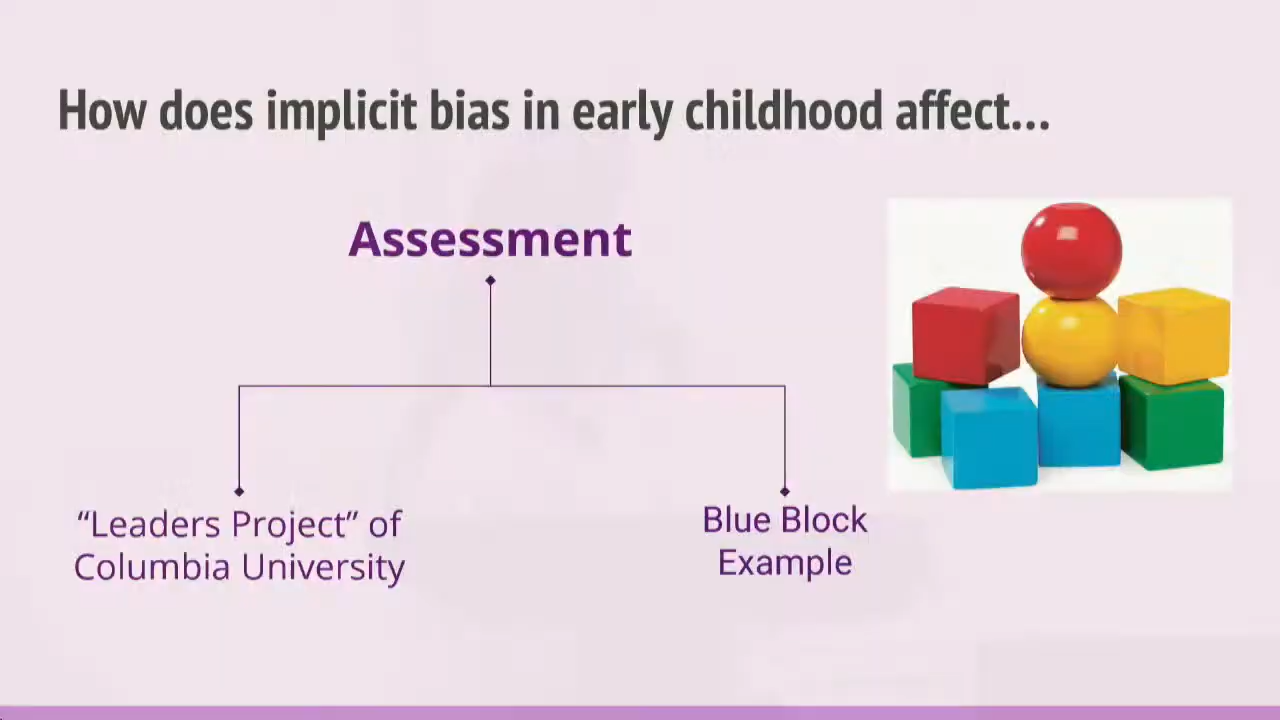 How does implicit bias in early childhood affect...
Assessment
“Leaders Project” of
Columbia University
Blue Block
Example